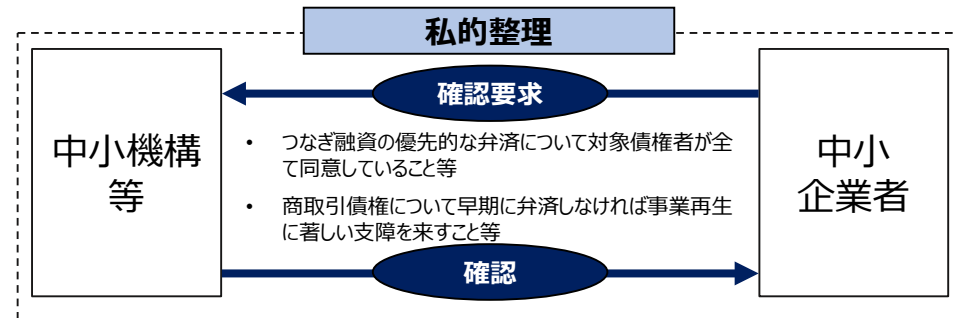 私的整理
確認要求
中小機構
等
• つなぎ融資の優先的な弁済について対象債権者が全
て同意していること等
• 商取引債権について早期に弁済しなければ事業再生
に著しい支障を来すこと等
中小
企業者
確認